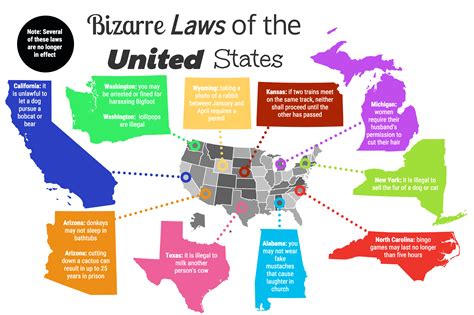 Bizarre Laws of the
United States
Note: Several
of these laws
are no longer
in effect
California: it
is unlawful to
let a dog
pursue a
bobcat or
bear
Washington: you may
be arrested or fined for
harassing Bigfoot
Washington: lollipops
are illegal
Wyoming: taking a
photo of a rabbit
between January
and April
requires a
permit
Kansas: if two trains meet
on the same track, neither
shall proceed until the
other has passed
Michigan:
women
require their
husband's
permission to
cut their hair
New York: it is illegal to
sell the fur of a dog or cat
Arizona: donkeys
may not sleep in
bathtubs
Arizona: cutting
down a cactus can
result in up to 25
years in prison
Texas: it is illegal to
milk another
person's cow
Alabama: you
may not wear
fake
mustaches
that cause
laughter in
church
North Carolina: bingo
games may last no more
than five hours